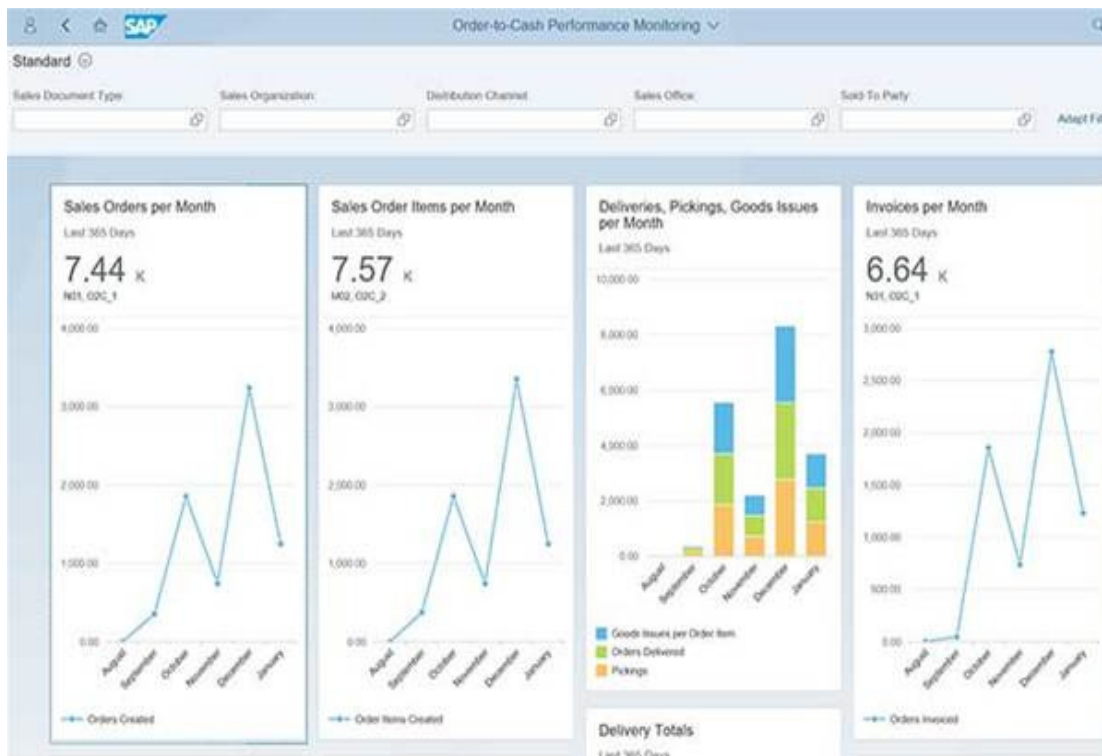 SAP
Order-to-Cash Performance Monitoring
Standard
Sales Document Type:
Sales Organization:
Distribution Channel:
Sales Office:
Sold-To Party:
Adapt Fil
Sales Orders per Month
Last 365 Days
7.44 K
N01, O2C_1
4,000.00
3,000.00
2,000.00
1,000.00
0.00
August
September
October
November
December
January
Orders Created
Sales Order Items per Month
Last 365 Days
7.57 K
M02, O2C_2
4,000.00
3,000.00
2,000.00
1,000.00
0.00
August
September
October
November
December
January
Order Items Created
Deliveries, Pickings, Goods Issues
per Month
Last 365 Days
10,000.00
8,000.00
6,000.00
4,000.00
2,000.00
0.00
August
September
October
November
December
January
Goods Issues per Order Item
Orders Delivered
Pickings
Delivery Totals
Last 365 Days
Invoices per Month
Last 365 Days
6.64 K
N01, O2C_1
3,000.00
2,500.00
2,000.00
1,500.00
1,000.00
500.00
0.00
August
September
October
November
December
January
Orders Invoiced